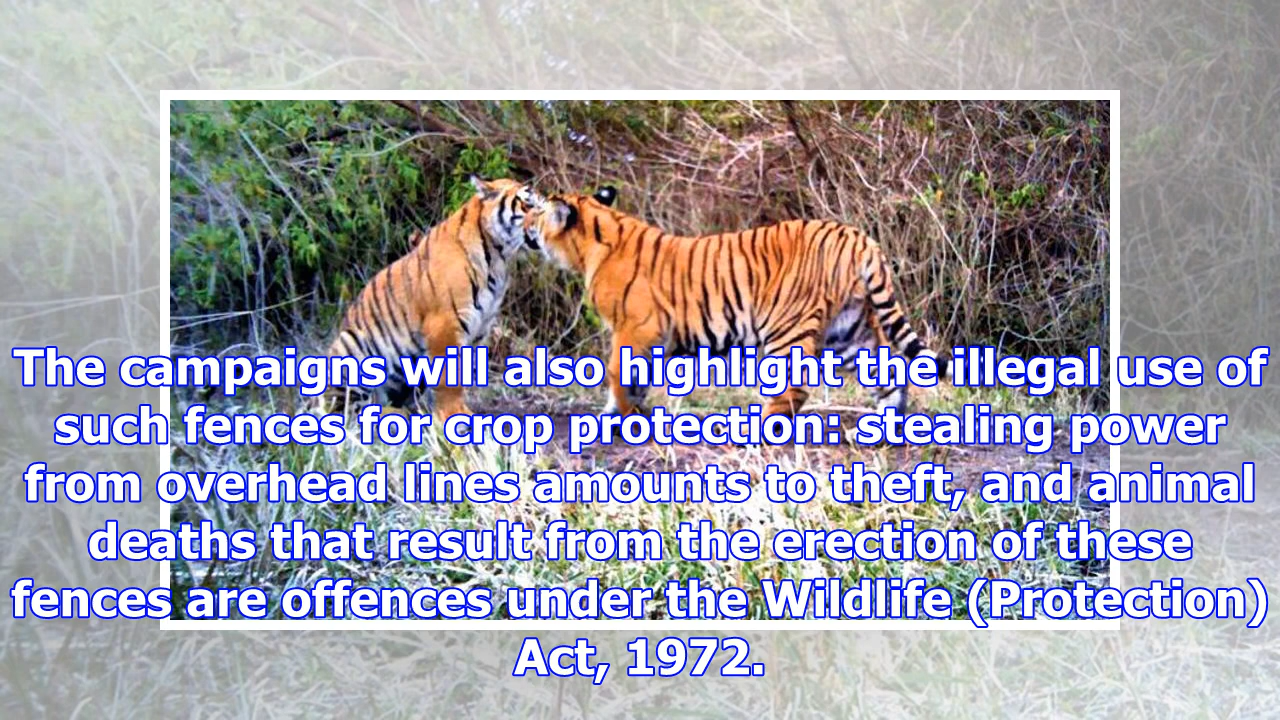 The campaigns will also highlight the illegal use of
such fences for crop protection: stealing power
from overhead lines amounts to theft, and animal
deaths that result from the erection of these
fences are offences under the Wildlife (Protection)
Act, 1972.